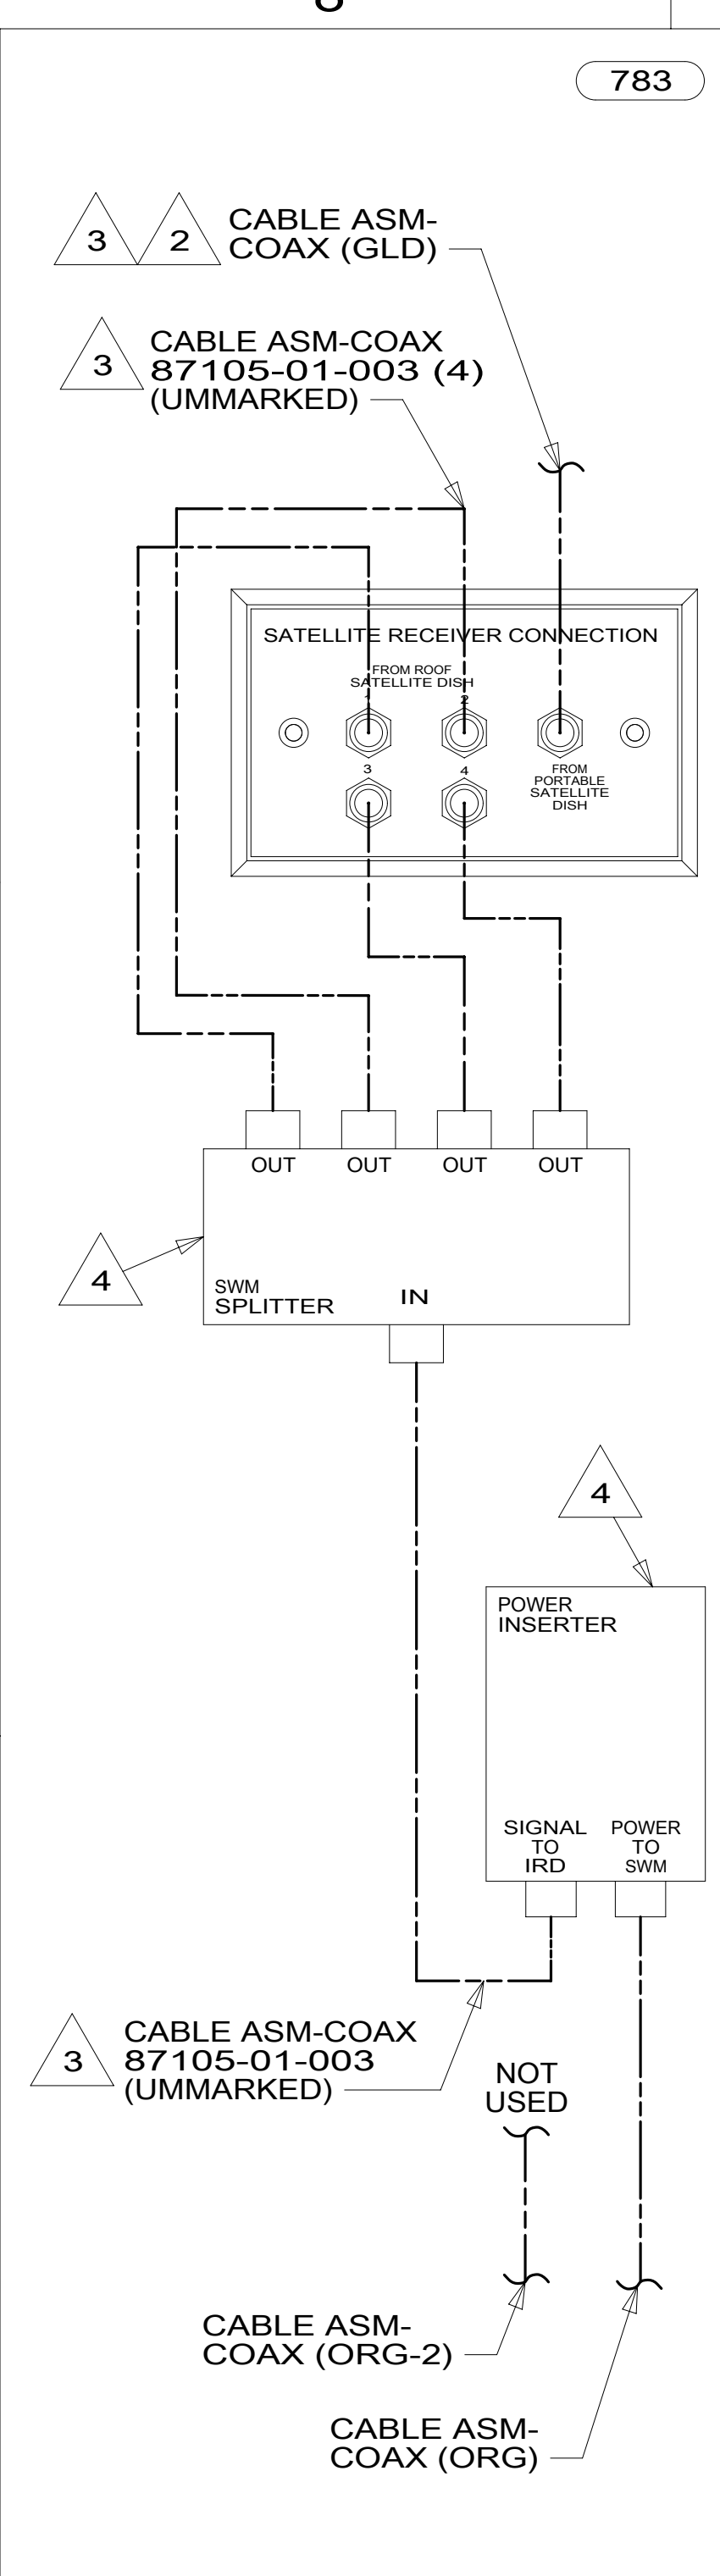 783
3 2 CABLE ASM-
COAX (GLD)
3 CABLE ASM-COAX
87105-01-003 (4)
(UMMARKED)
SATELLITE RECEIVER CONNECTION
FROM ROOF
SATELLITE DISH
1 2
3 4
FROM
PORTABLE
SATELLITE
DISH
OUT OUT OUT OUT
4
SWM
SPLITTER
IN
4
POWER
INSERTER
SIGNAL
TO
IRD
POWER
TO
SWM
3 CABLE ASM-COAX
87105-01-003
(UMMARKED)
NOT
USED
CABLE ASM-
COAX (ORG-2)
CABLE ASM-
COAX (ORG)